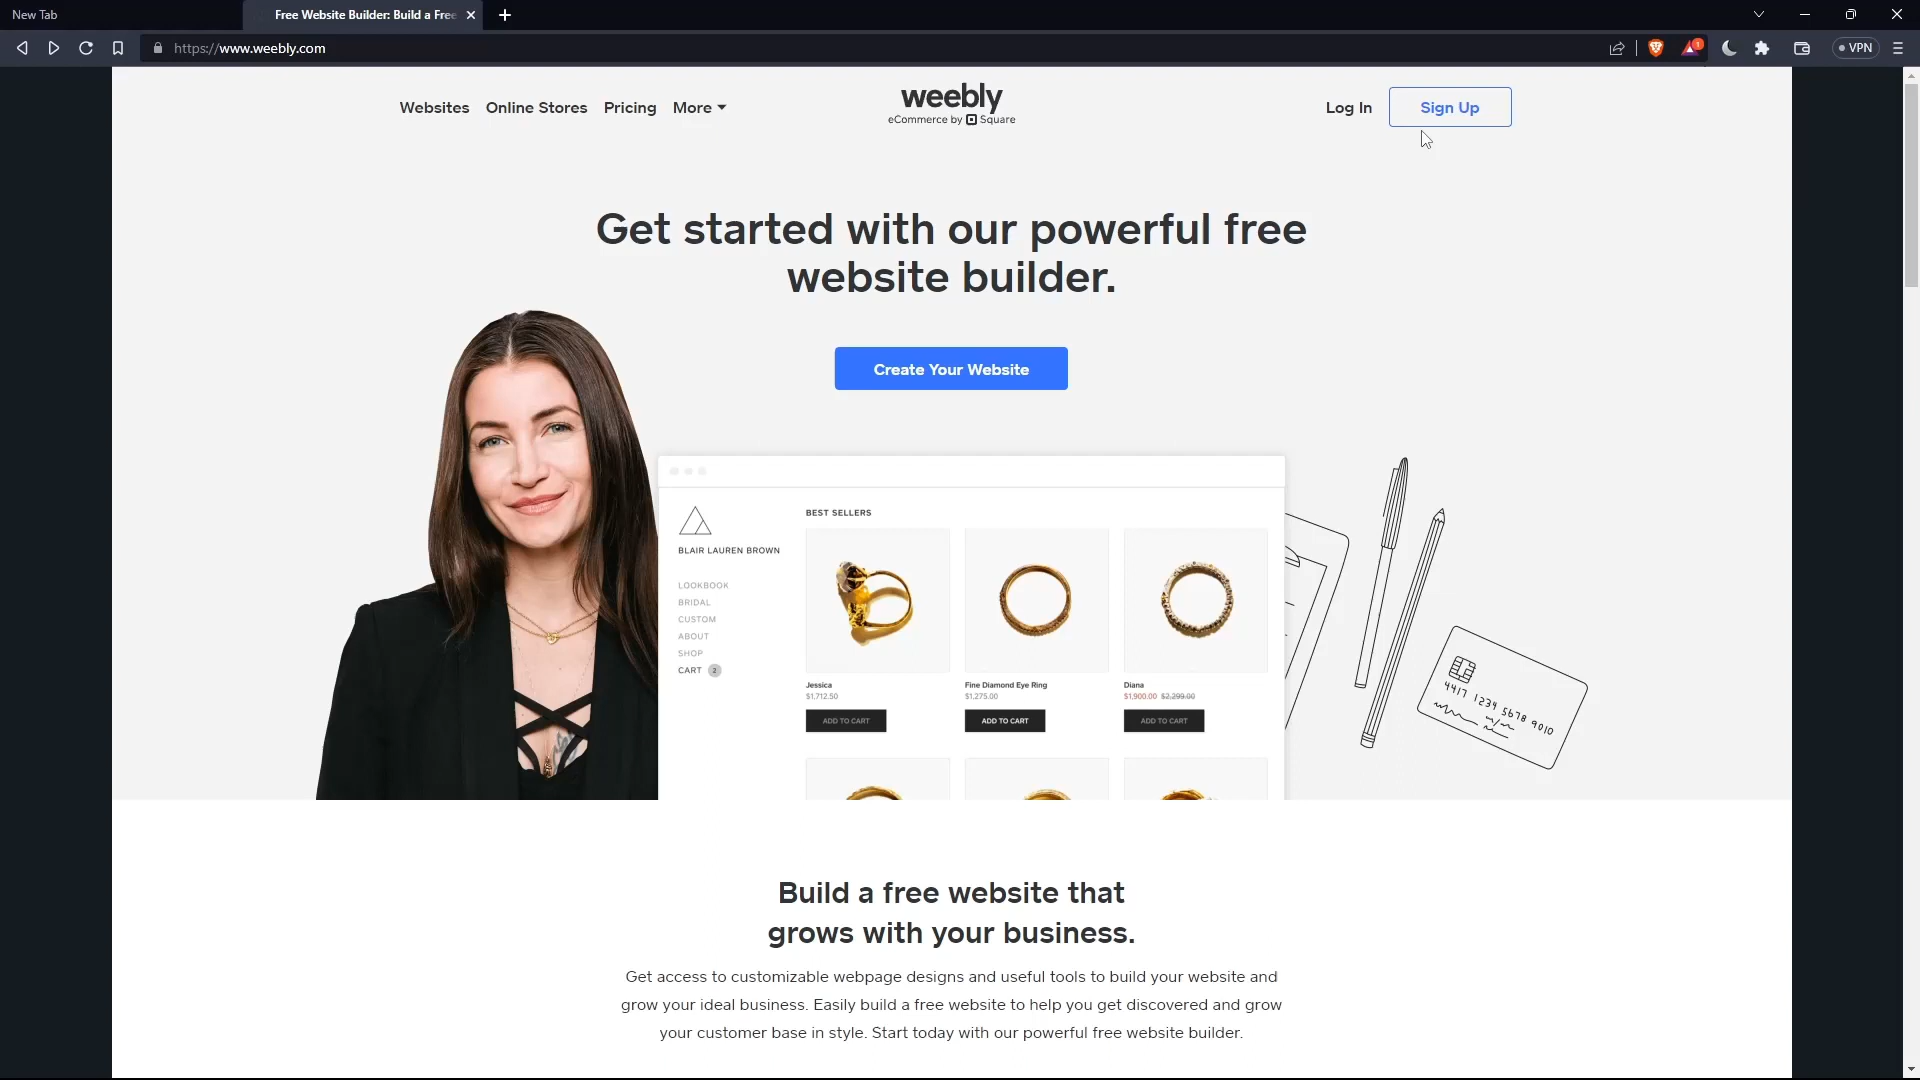 New Tab
Free Website Builder: Build a Free
https://www.weebly.com
1
VPN
Websites
Online Stores
Pricing
More
weebly
eCommerce by Square
Log In
Sign Up
Get started with our powerful free
website builder.
Create Your Website
BLAIR LAUREN BROWN
LOOKBOOK
BRIDAL
CUSTOM
ABOUT
SHOP
CART 2
BEST SELLERS
Jessica
$1,712.50
ADD TO CART
Fine Diamond Eye Ring
$1,275.00
ADD TO CART
Diana
$1,900.00 $2,299.00
ADD TO CART
4417 1234 5678 9010
Build a free website that
grows with your business.
Get access to customizable webpage designs and useful tools to build your website and
grow your ideal business. Easily build a free website to help you get discovered and grow
your customer base in style. Start today with our powerful free website builder.